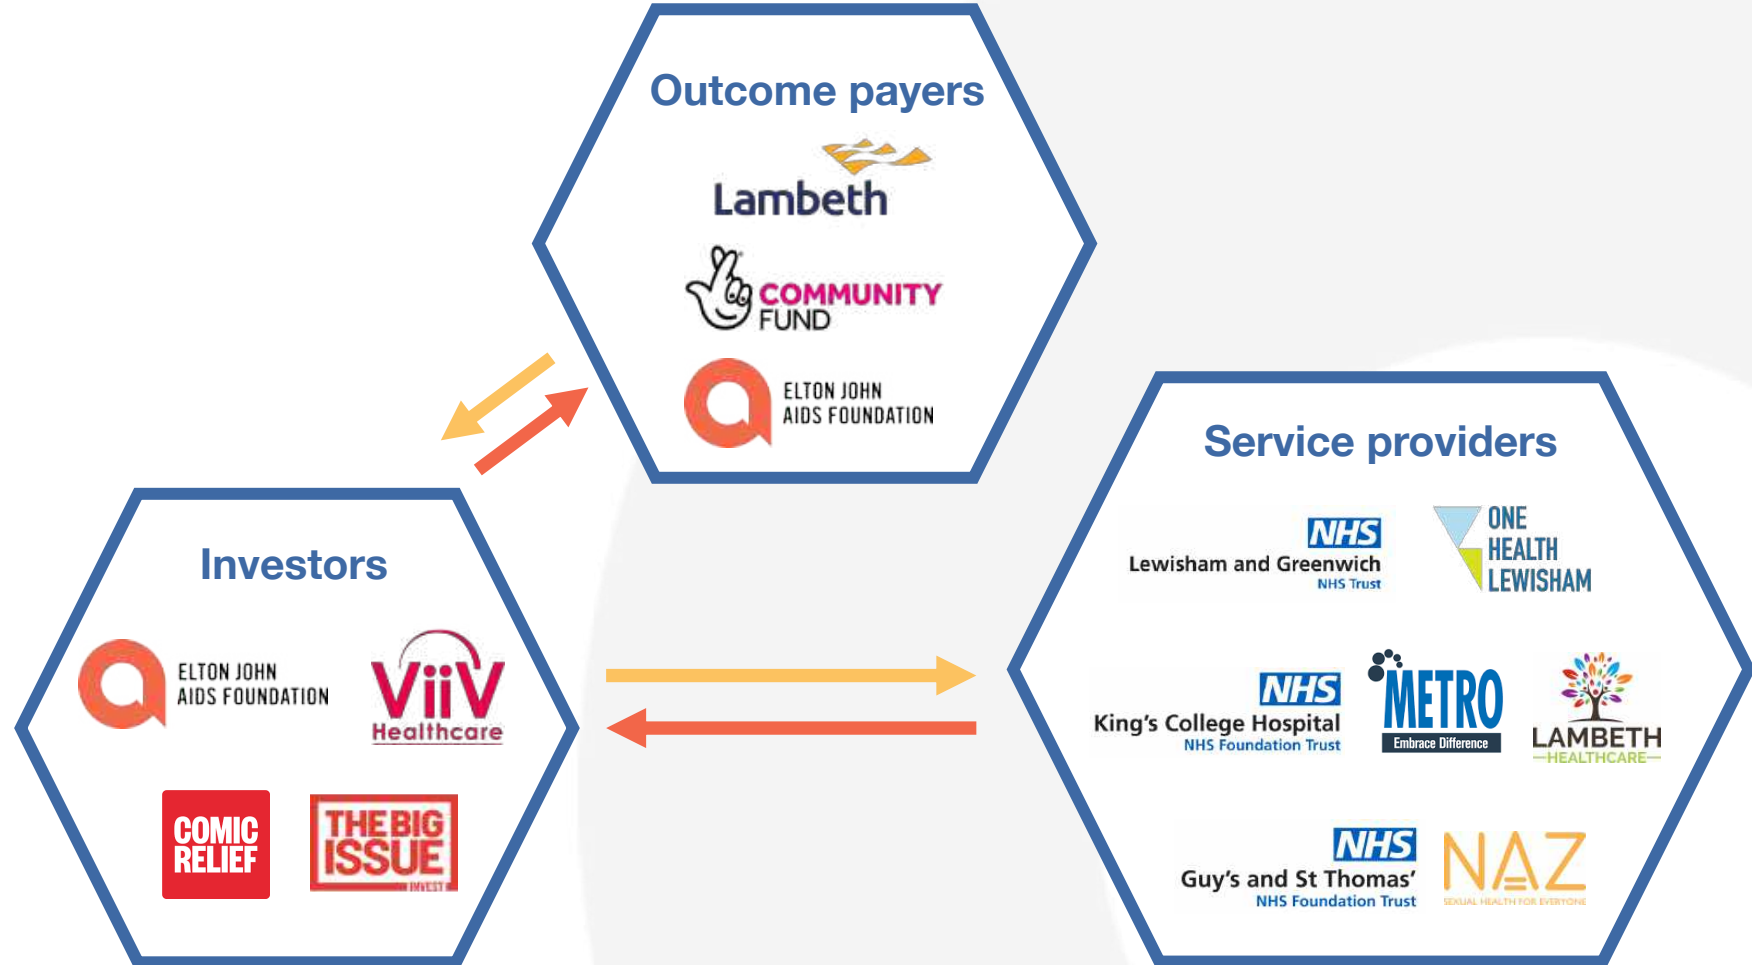 Outcome payers
Lambeth
COMMUNITY
FUND
ELTON JOHN
AIDS FOUNDATION
Investors
ELTON JOHN
AIDS FOUNDATION
ViiV
Healthcare
COMIC
RELIEF
THE BIG
ISSUE
INVEST
Service providers
NHS
Lewisham and Greenwich
NHS Trust
ONE
HEALTH
LEWISHAM
NHS
King's College Hospital
NHS Foundation Trust
METRO
Embrace Difference
LAMBETH
HEALTHCARE
NHS
Guy's and St Thomas'
NHS Foundation Trust
NAZ
SEXUAL HEALTH FOR EVERYONE